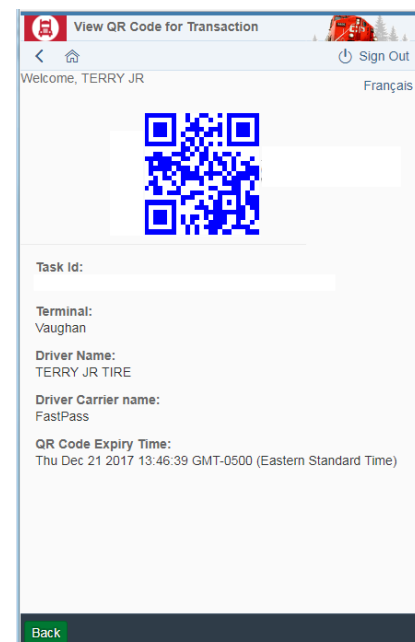 View QR Code for Transaction
Sign Out
Welcome, TERRY JR
Français
Task Id:
Terminal:
Vaughan
Driver Name:
TERRY JR TIRE
Driver Carrier name:
FastPass
QR Code Expiry Time:
Thu Dec 21 2017 13:46:39 GMT-0500 (Eastern Standard Time)
Back